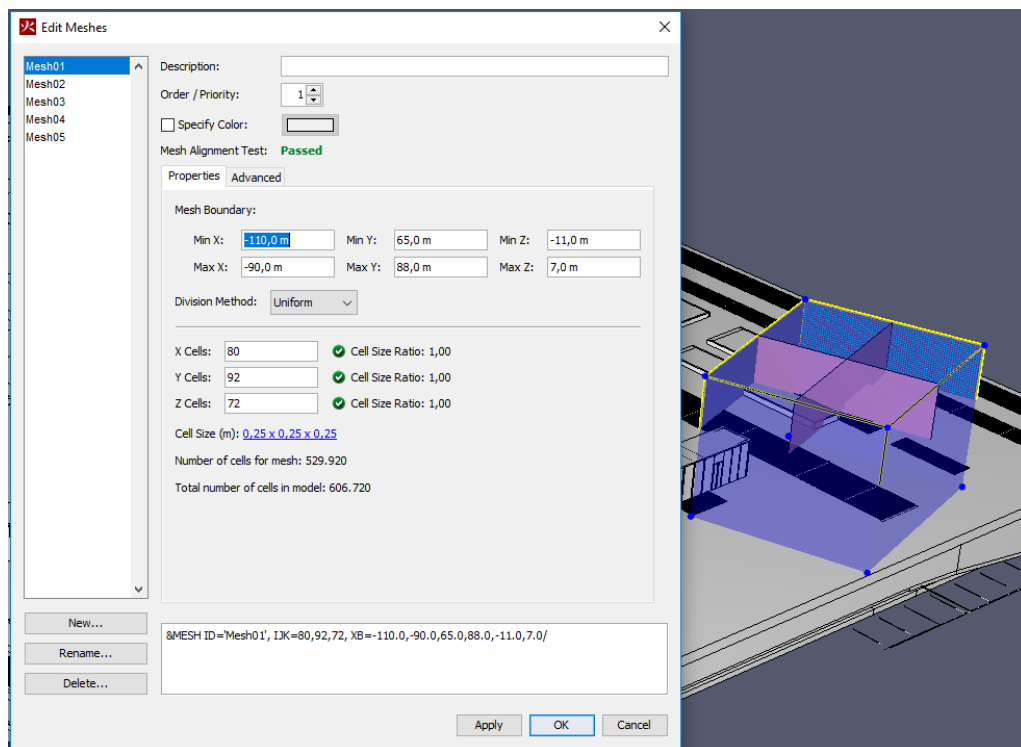 火 Edit Meshes
Mesh01
Mesh02
Mesh03
Mesh04
Mesh05
Description:
Order / Priority: 1
Specify Color:
Mesh Alignment Test: Passed
Properties Advanced
Mesh Boundary:
Min X: -110,0 m Min Y: 65,0 m Min Z: -11,0 m
Max X: -90,0 m Max Y: 88,0 m Max Z: 7,0 m
Division Method: Uniform
X Cells: 80 Cell Size Ratio: 1,00
Y Cells: 92 Cell Size Ratio: 1,00
Z Cells: 72 Cell Size Ratio: 1,00
Cell Size (m): 0,25 x 0,25 x 0,25
Number of cells for mesh: 529.920
Total number of cells in model: 606.720
New...
Rename...
Delete...
&MESH ID='Mesh01', IJK=80,92,72, XB=-110.0,-90.0,65.0,88.0,-11.0,7.0/
Apply OK Cancel